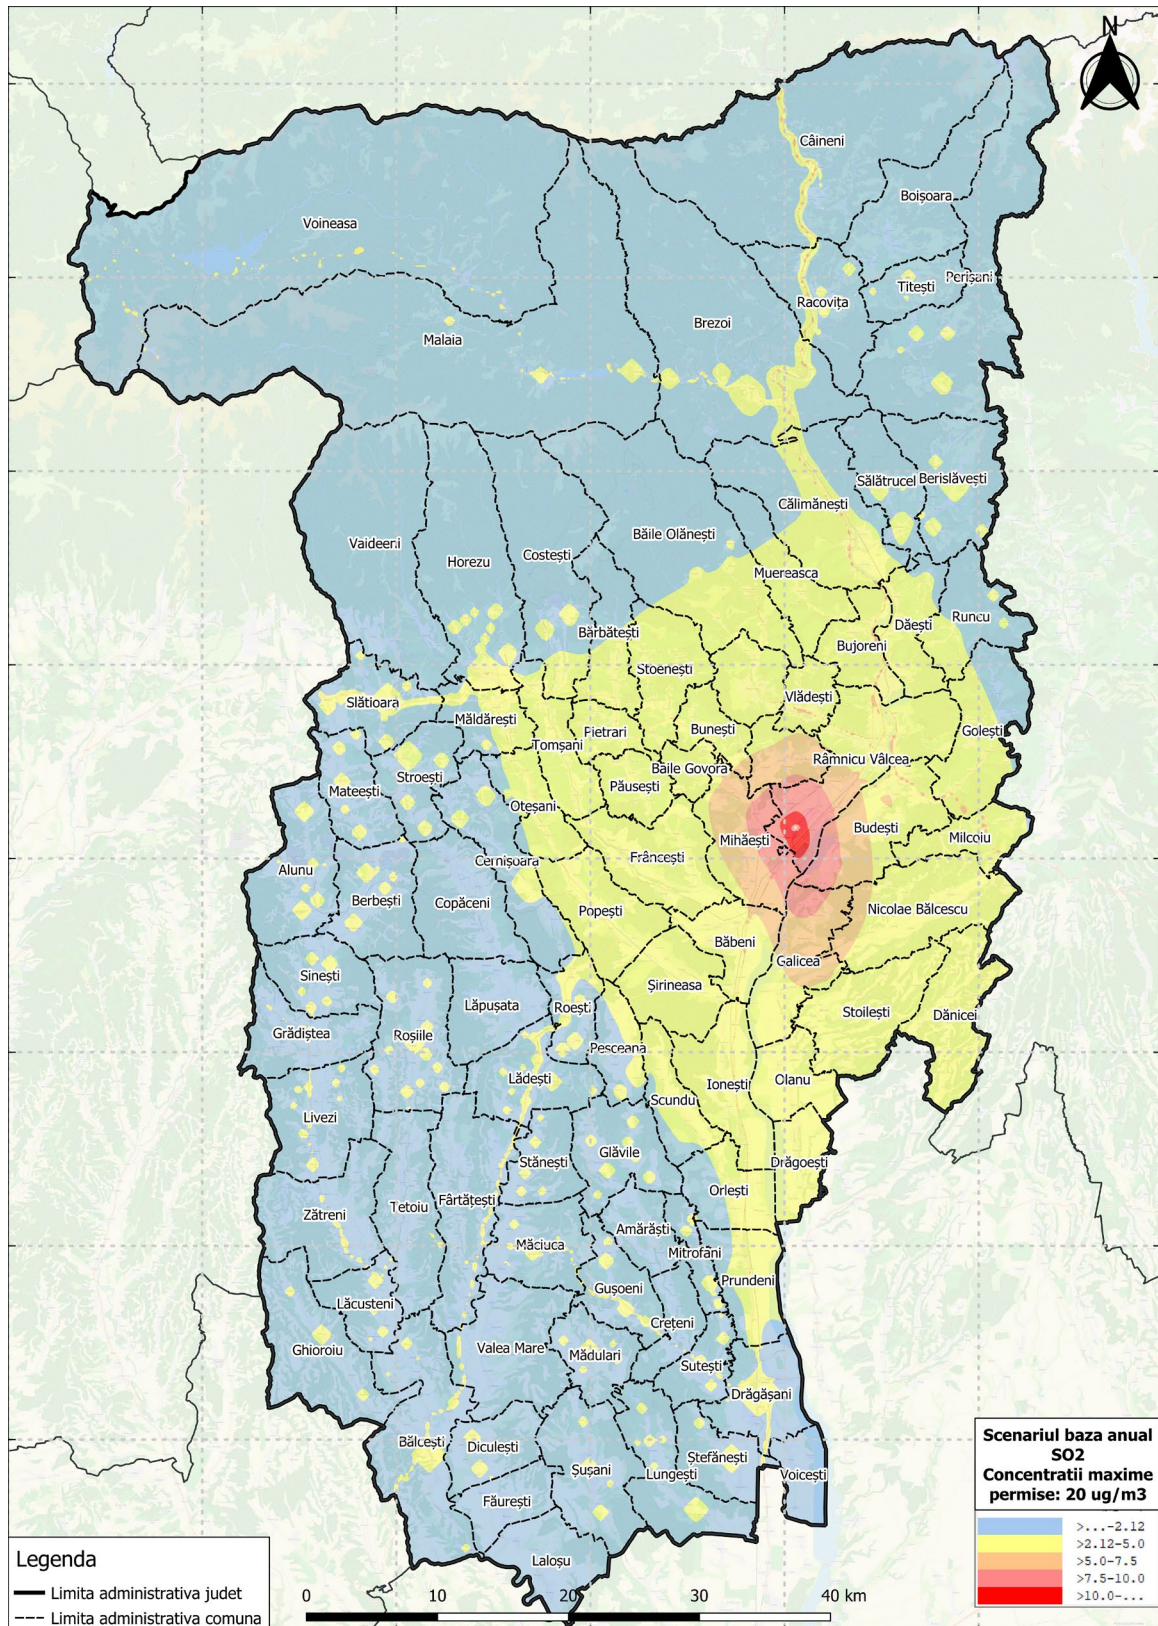 N
Câineni
Boișoara
Voineasa
Perișani
Titești
Racovița
Brezoi
Malaia
Sălătrucel
Berislăvești
Călimănești
Băile Olănești
Vaideeni
Costești
Horezu
Muereasca
Runcu
Dăești
Bărbătești
Bujoreni
Stoenești
Vlădești
Slătioara
Măldărești
Bunești
Golești
Pietrari
Tomșani
Râmnicu Vâlcea
Baile Govora
Stroești
Păusești
Mateești
Oteșani
Budești
Mihăești
Milcoiu
Frâncești
Cernișoara
Alunu
Berbești
Copăceni
Popești
Nicolae Bălcescu
Băbeni
Galicea
Sinești
Șirineasa
Lăpușata
Roești
Stoilești
Dănicei
Grădiștea
Roșiile
Pesceana
Lădești
Ionești
Olanu
Scundu
Livezi
Glăvile
Stănești
Drăgoești
Orlești
Fârtățești
Tetoiu
Zătreni
Amărăști
Măciuca
Mitrofani
Prundeni
Gușoeni
Lăcusteni
Crețeni
Ghioroiu
Valea Mare
Mădulari
Sutești
Drăgășani
Bălcești
Diculești
Ștefănești
Șușani
Lungești
Voicești
Făurești
Laloșu
Scenariul baza anual
SO2
Concentratii maxime
permise: 20 ug/m3
>...-2.12
>2.12-5.0
>5.0-7.5
>7.5-10.0
>10.0-...
Legenda
Limita administrativa judet
Limita administrativa comuna
0 10 20 30 40 km